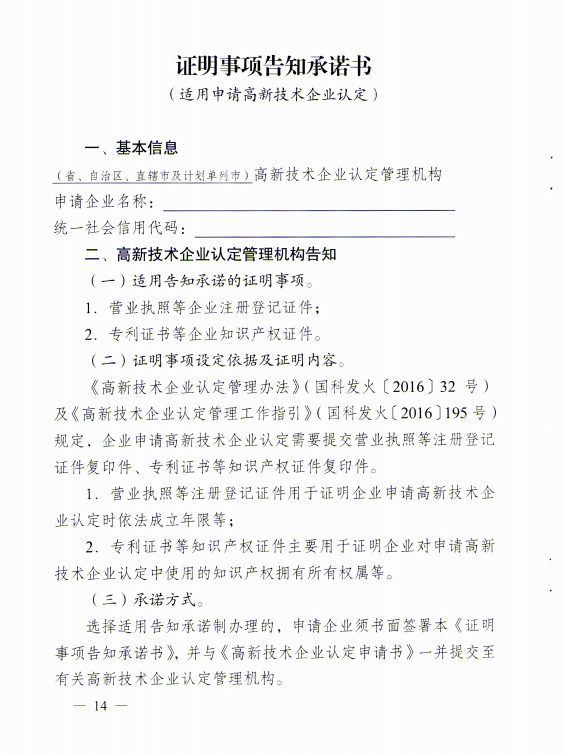 证明事项告知承诺书
（适用申请高新技术企业认定）
一、基本信息
（省、自治区、直辖市及计划单列市）高新技术企业认定管理机构
申请企业名称：
统一社会信用代码：
二、高新技术企业认定管理机构告知
（一）适用告知承诺的证明事项。
1. 营业执照等企业注册登记证件；
2. 专利证书等企业知识产权证件。
（二）证明事项设定依据及证明内容。
《高新技术企业认定管理办法》（国科发火〔2016〕32 号）
及《高新技术企业认定管理工作指引》（国科发火〔2016〕195 号）
规定，企业申请高新技术企业认定需要提交营业执照等注册登记
证件复印件、专利证书等知识产权证件复印件。
1. 营业执照等注册登记证件用于证明企业申请高新技术企
业认定时依法成立年限等；
2. 专利证书等知识产权证件主要用于证明企业对申请高新
技术企业认定中使用的知识产权拥有所有权属等。
（三）承诺方式。
选择适用告知承诺制办理的，申请企业须书面签署本《证明
事项告知承诺书》，并与《高新技术企业认定申请书》一并提交至
有关高新技术企业认定管理机构。
— 14 —